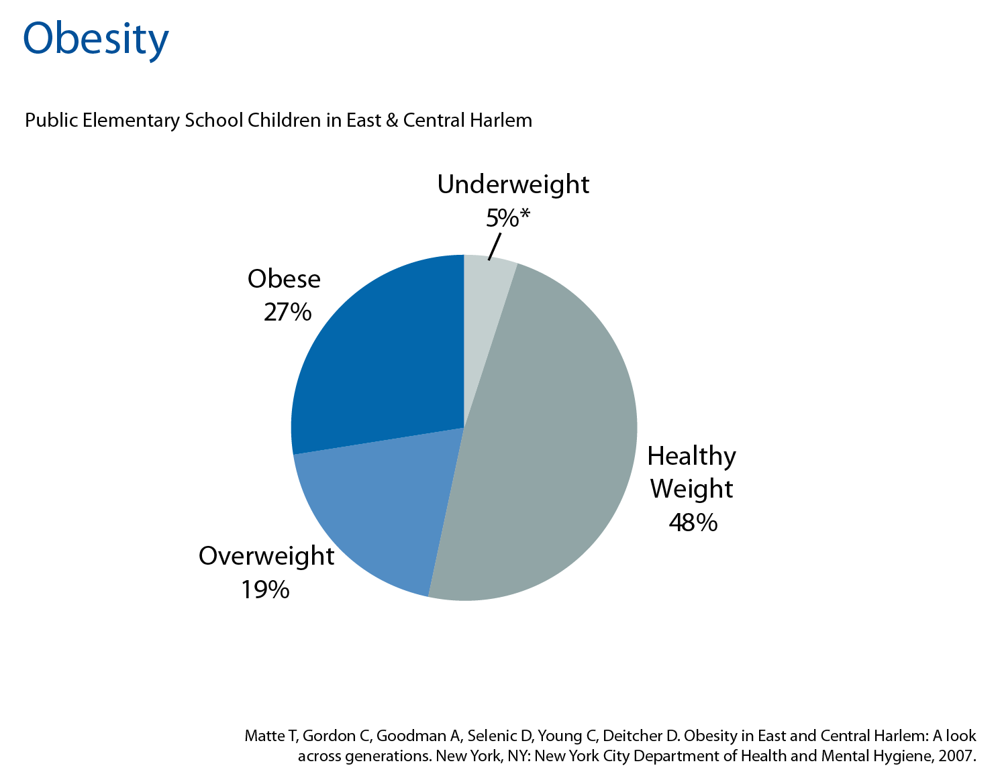 Obesity
Public Elementary School Children in East & Central Harlem
Underweight
5%*
Obese
27%
Healthy
Weight
48%
Overweight
19%
Matte T, Gordon C, Goodman A, Selenic D, Young C, Deitcher D. Obesity in East and Central Harlem: A look
across generations. New York, NY: New York City Department of Health and Mental Hygiene, 2007.